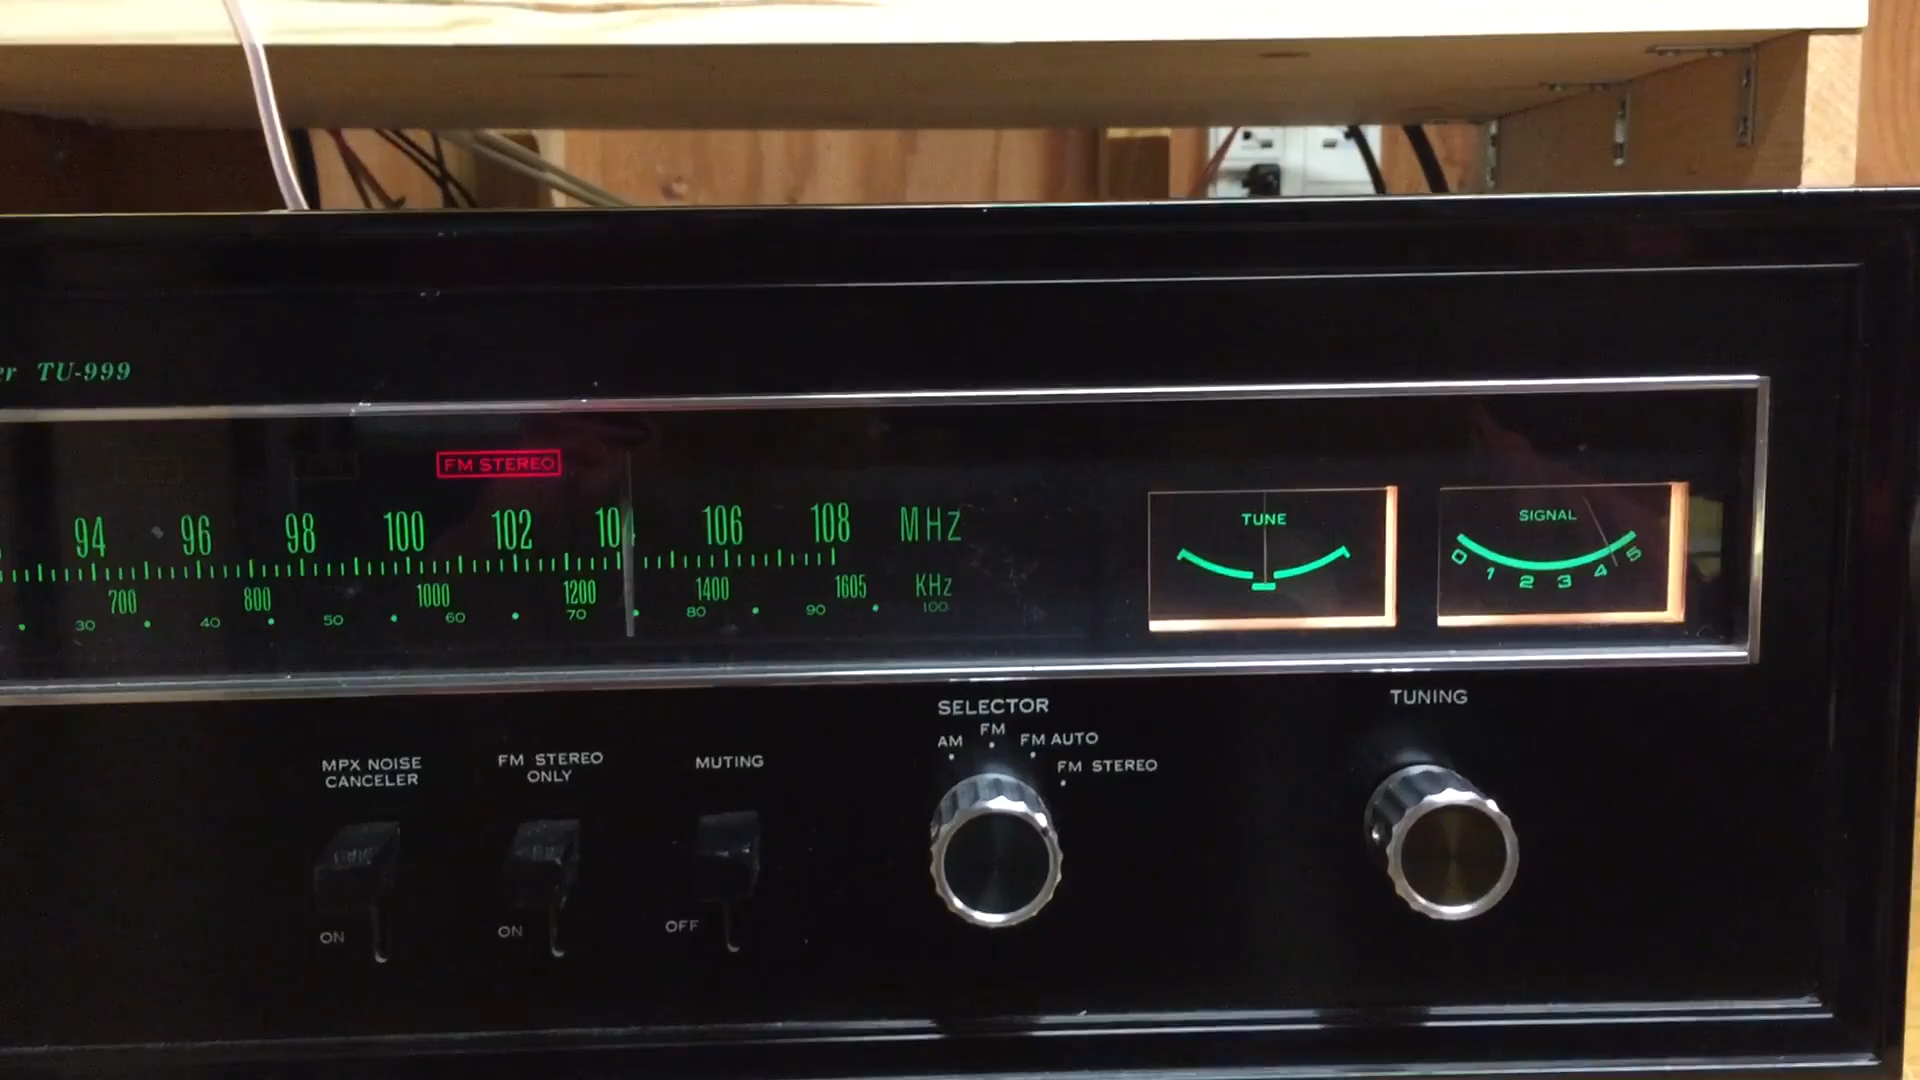 TU-999
FM STEREO
94 96 98 100 102 104 106 108 MHZ
700 800 1000 1200 1400 1605 KHz
30 40 50 60 70 80 90 100
TUNE
SIGNAL
0 1 2 3 4 5
SELECTOR
AM FM FM AUTO FM STEREO
TUNING
MPX NOISE
CANCELER
FM STEREO
ONLY
MUTING
ON
ON
OFF